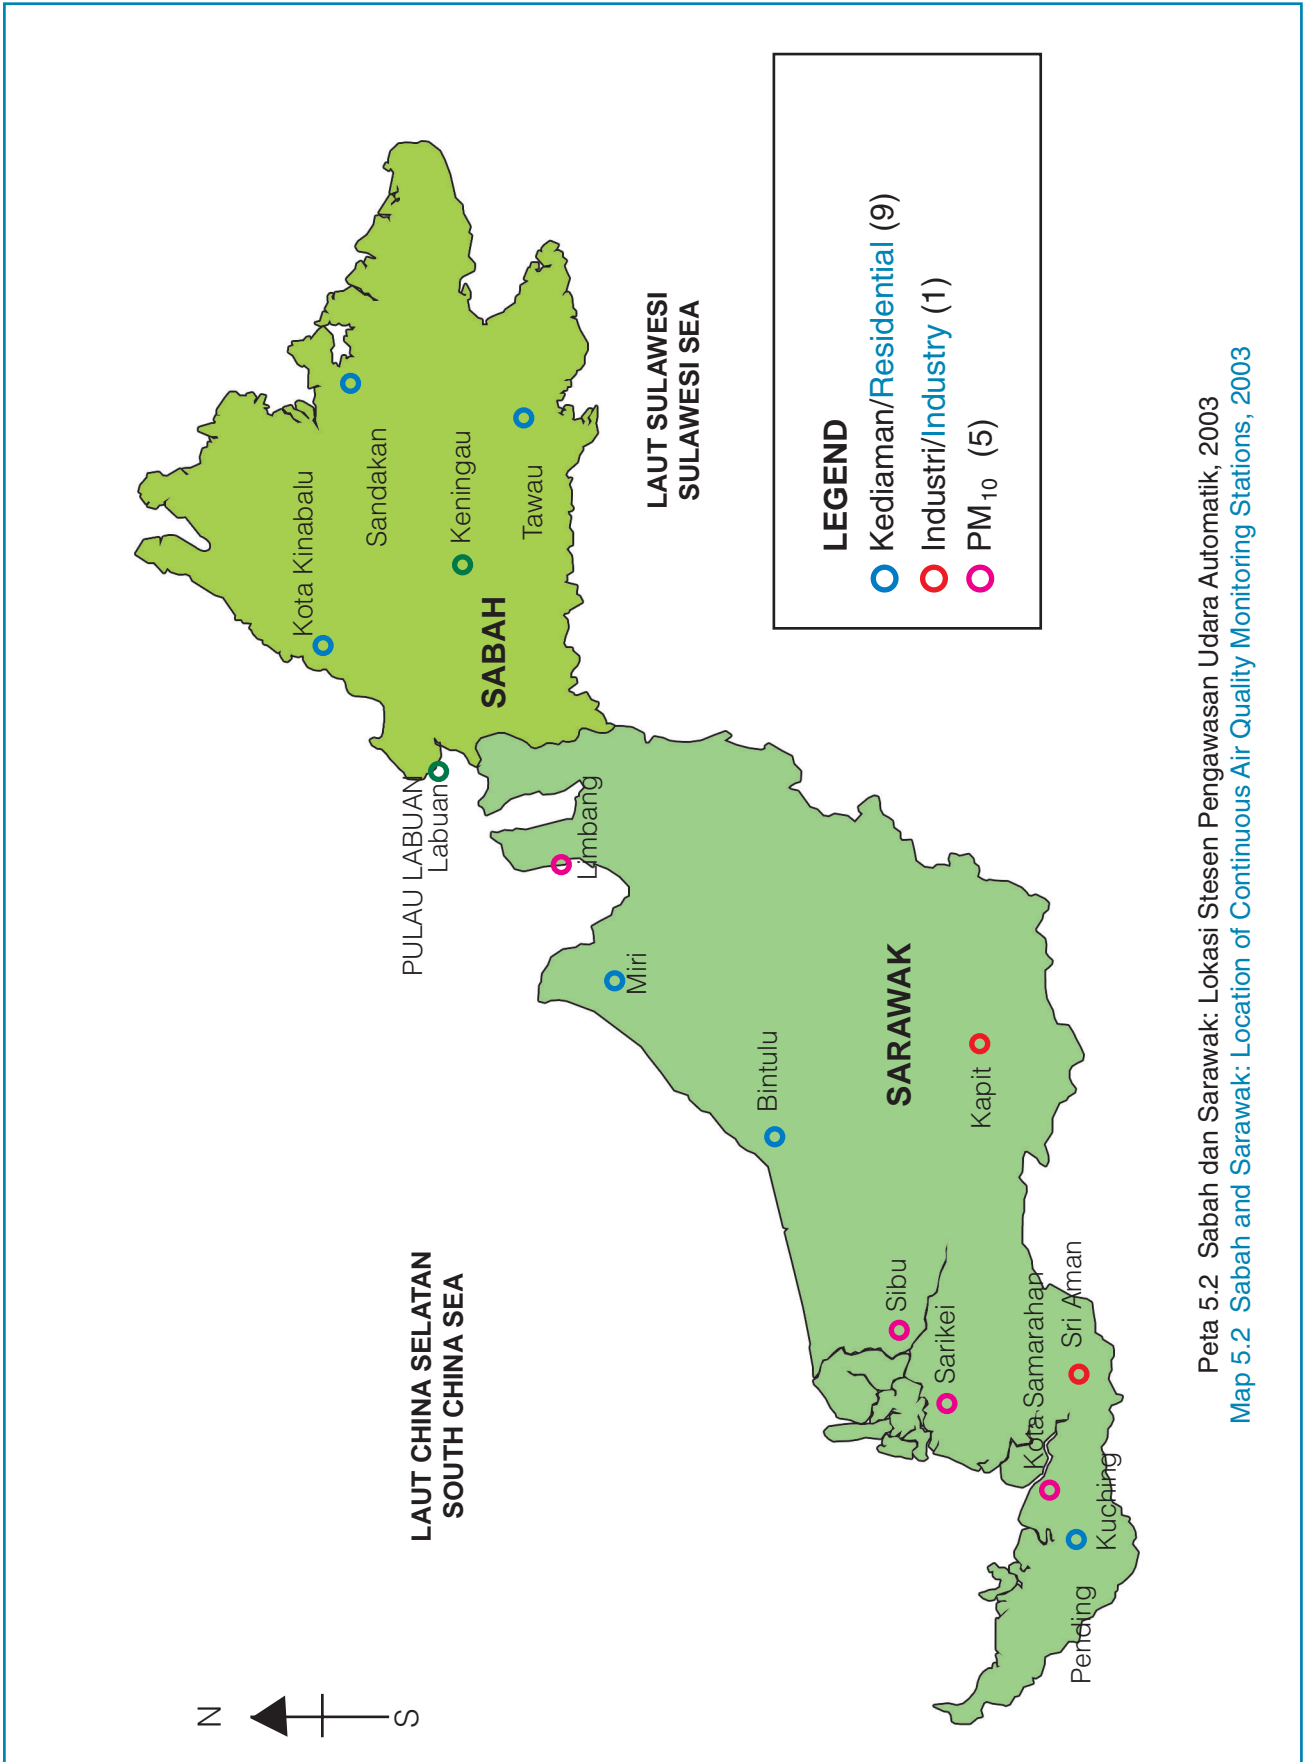 N
S
LAUT CHINA SELATAN
SOUTH CHINA SEA
PULAU LABUAN
Labuan
Kota Kinabalu
Sandakan
Keningau
Tawau
SABAH
LAUT SULAWESI
SULAWESI SEA
Limbang
Miri
Bintulu
SARAWAK
Kapit
Sibu
Sarikei
Kota Samarahan
Sri Aman
Kuching
Pending
LEGEND
Kediaman/Residential (9)
Industri/Industry (1)
PM10 (5)
Peta 5.2 Sabah dan Sarawak: Lokasi Stesen Pengawasan Udara Automatik, 2003
Map 5.2 Sabah and Sarawak: Location of Continuous Air Quality Monitoring Stations, 2003